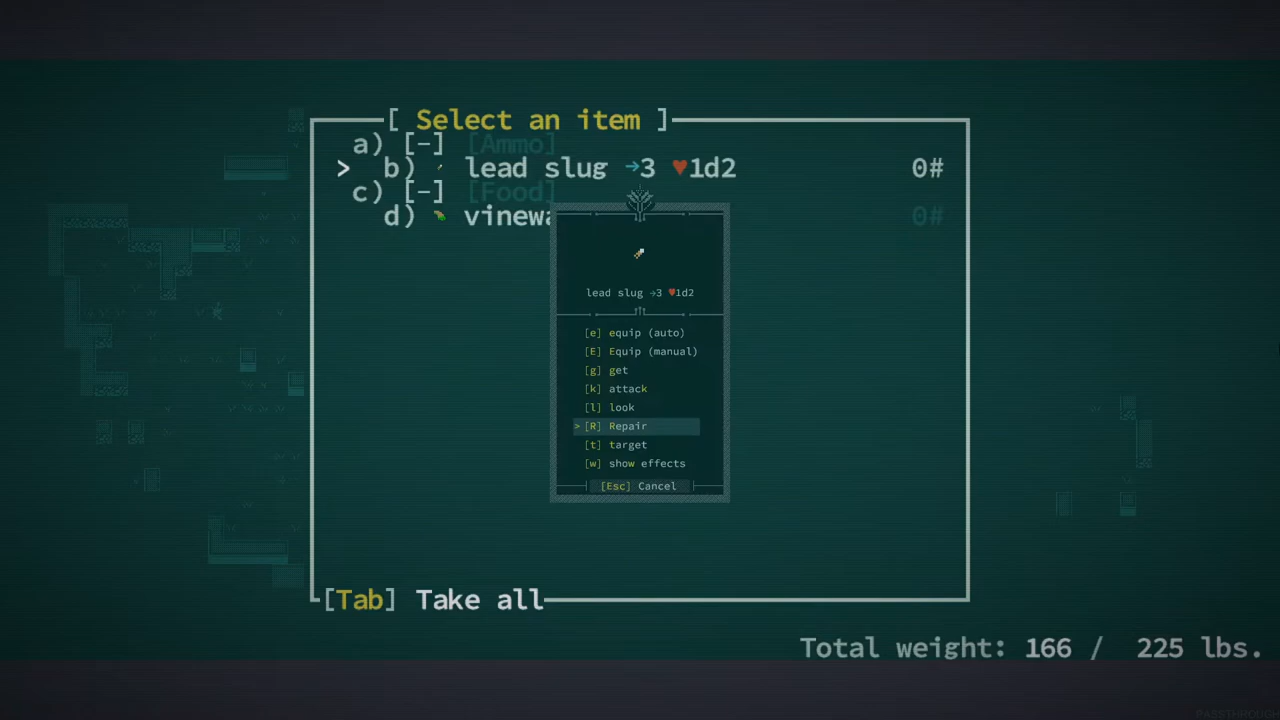 [ Select an item ]
a) [-] [Ammo]
> b) lead slug →3 ♥1d2 0#
c) [-] [Food]
d) 0#
lead slug →3 ♥1d2
[e] equip (auto)
[E] Equip (manual)
[g] get
[k] attack
[l] look
> [R] Repair
[t] target
[w] show effects
[Esc] Cancel
[Tab] Take all
Total weight: 166 / 225 lbs.